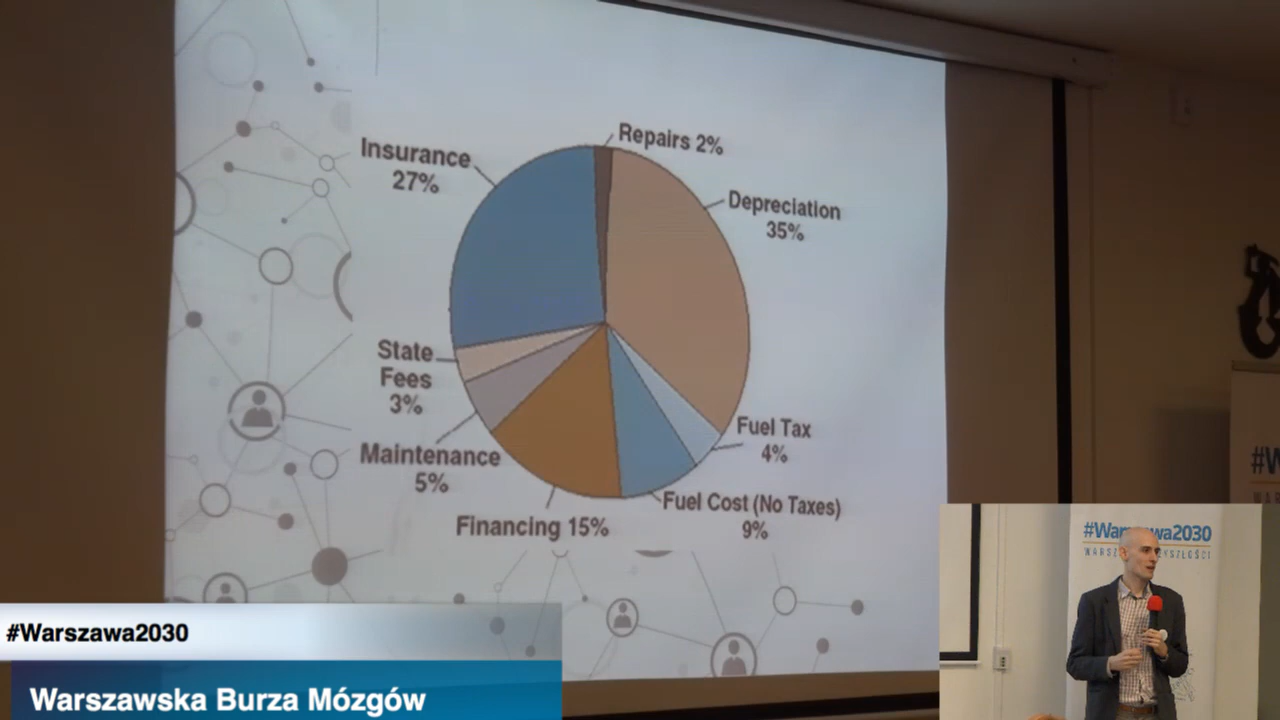 Repairs 2%
Insurance
27%
Depreciation
35%
State
Fees
3%
Fuel Tax
4%
Maintenance
5%
Fuel Cost (No Taxes)
9%
Financing 15%
#Warszawa2030
Warszawska Burza Mózgów
#Warszawa2030
#W